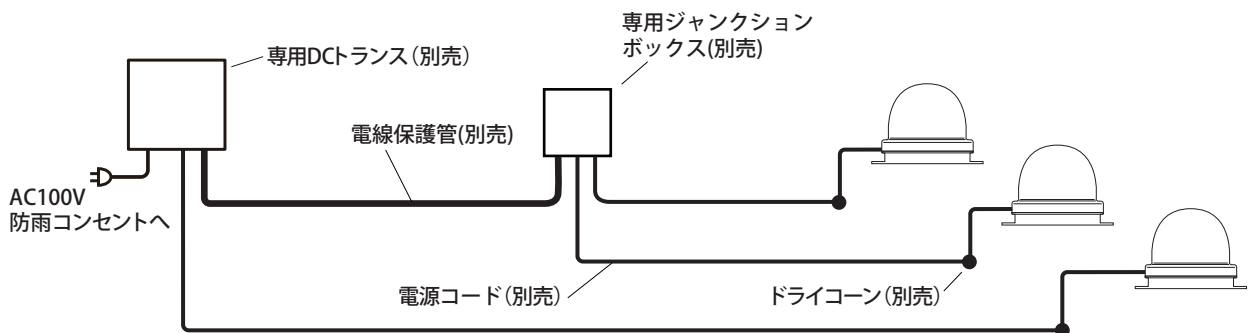 専用ジャンクション
ボックス(別売)
専用DCトランス（別売）
電線保護管(別売)
AC100V
防雨コンセントへ
電源コード（別売）
ドライコーン（別売）